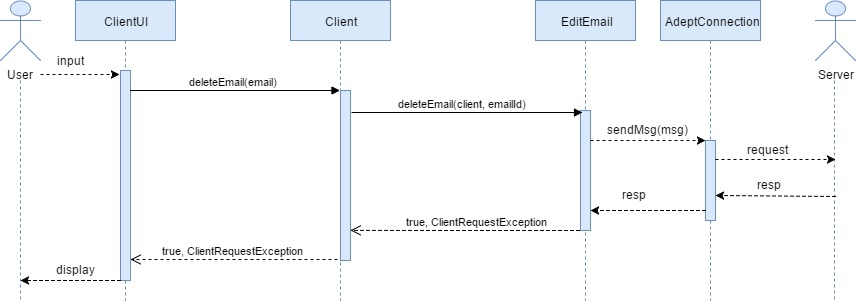 ClientUI
Client
EditEmail
AdeptConnection
User
Server
input
deleteEmail(email)
deleteEmail(client, emailId)
sendMsg(msg)
request
resp
resp
true, ClientRequestException
true, ClientRequestException
display